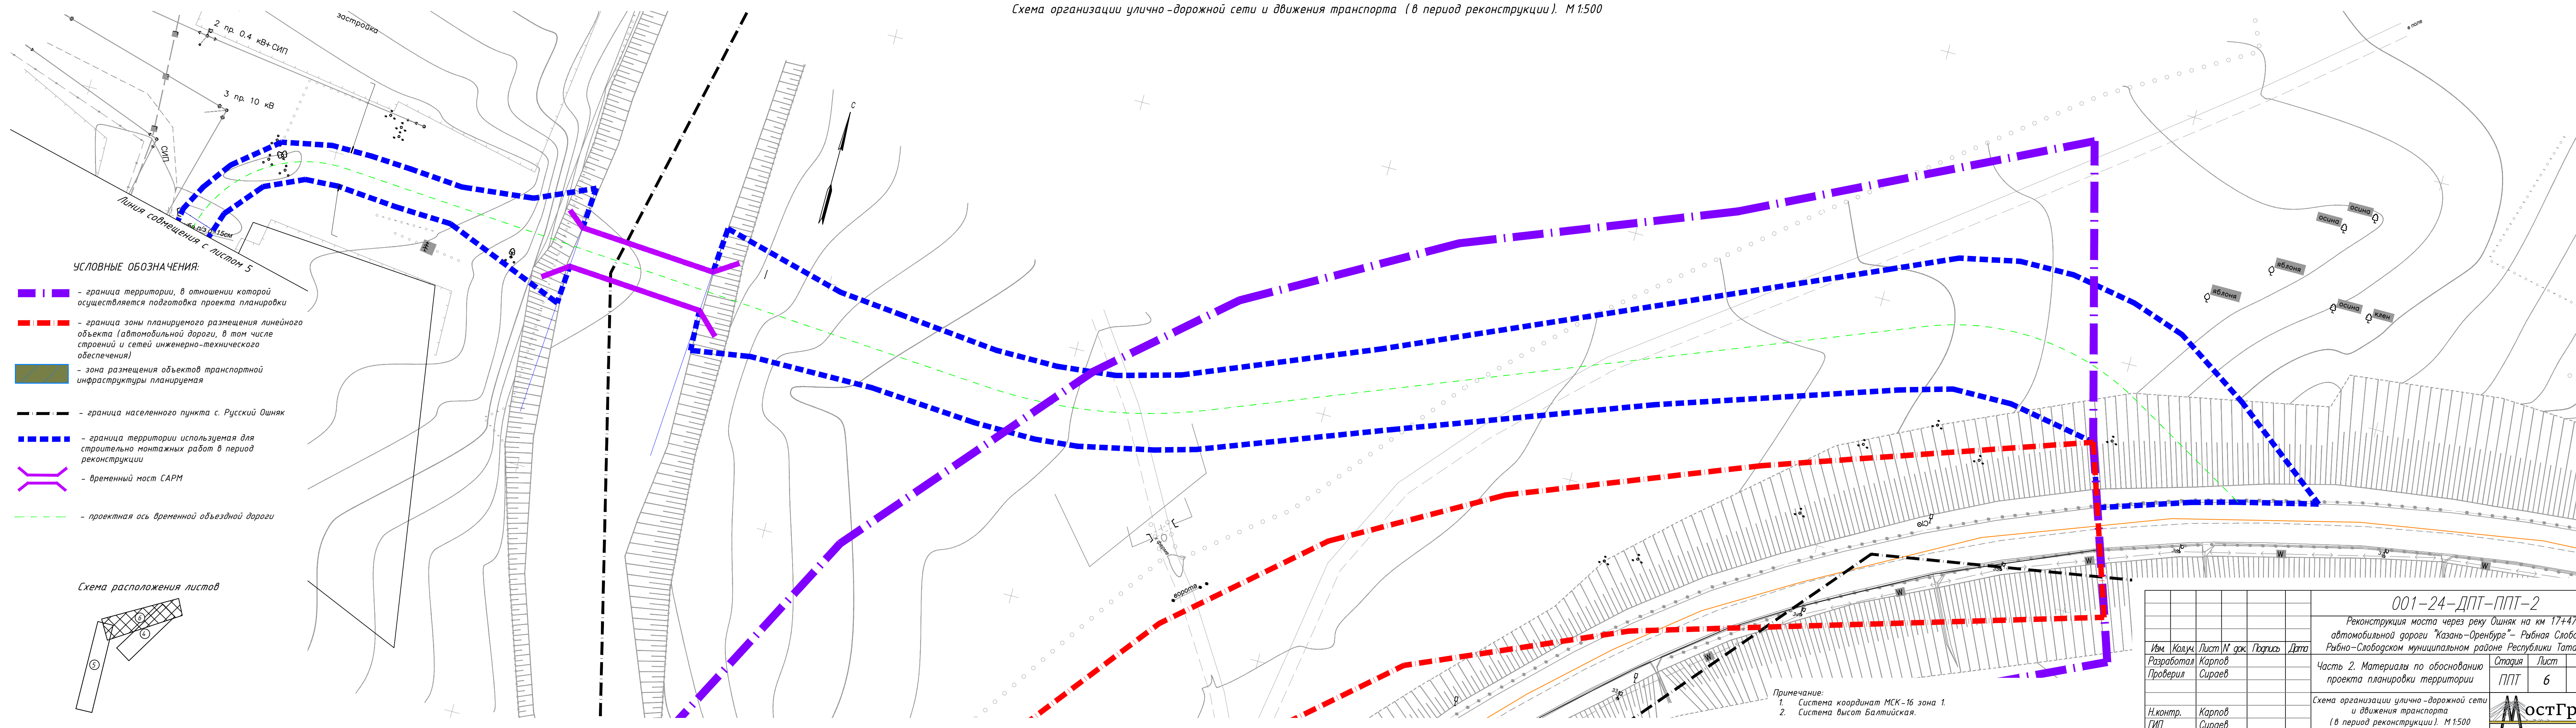 Схема организации улично-дорожной сети и движения транспорта (в период реконструкции). М 1:500
застройка
2 пр. 0.4 кВ+СИП
3 пр. 10 кВ
СИП
Линия совмещения с листом 5
С
в поле
осина
осина
яблоня
яблоня
осина
клен
УСЛОВНЫЕ ОБОЗНАЧЕНИЯ:
- граница территории, в отношении которой
осуществляется подготовка проекта планировки
- граница зоны планируемого размещения линейного
объекта (автомобильной дороги, в том числе
строений и сетей инженерно-технического
обеспечения)
- зона размещения объектов транспортной
инфраструктуры планируемая
- граница населенного пункта с. Русский Ошняк
- граница территории используемая для
строительно монтажных работ в период
реконструкции
- временный мост САРМ
- проектная ось временной объездной дороги
Схема расположения листов
6
4
5
к ферме
ворота
W
W
W
W
W
Примечание:
1. Система координат МСК-16 зона 1.
2. Система высот Балтийская.
001-24-ДПТ-ППТ-2
Реконструкция моста через реку Ошняк на км 17+47
автомобильной дороги "Казань-Оренбург"- Рыбная Слобо
Рыбно-Слободском муниципальном районе Республики Тата
Изм. Кол.уч. Лист N° док. Подпись Дата
Разработал Карпов
Проверил Сираев
Часть 2. Материалы по обоснованию
проекта планировки территории
Стадия Лист
ППТ 6
Н.контр. Карпов
ГИП Сираев
Схема организации улично-дорожной сети
и движения транспорта
(в период реконструкции). М 1:500
МостГр